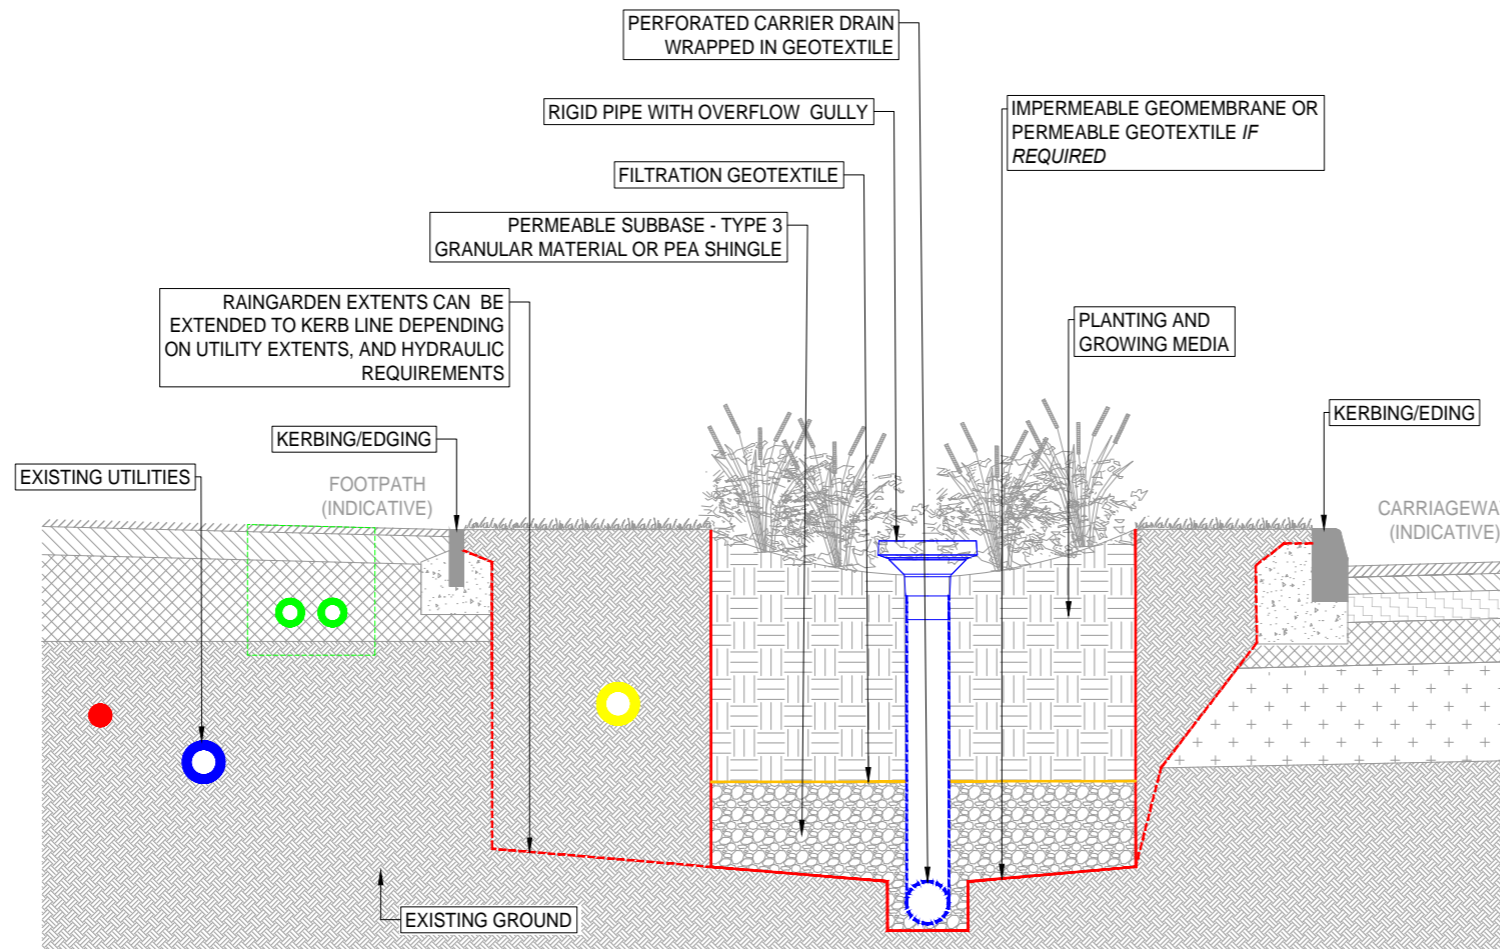 PERFORATED CARRIER DRAIN
WRAPPED IN GEOTEXTILE
RIGID PIPE WITH OVERFLOW GULLY
IMPERMEABLE GEOMEMBRANE OR
PERMEABLE GEOTEXTILE IF
REQUIRED
FILTRATION GEOTEXTILE
PERMEABLE SUBBASE - TYPE 3
GRANULAR MATERIAL OR PEA SHINGLE
RAINGARDEN EXTENTS CAN BE
EXTENDED TO KERB LINE DEPENDING
ON UTILITY EXTENTS, AND HYDRAULIC
REQUIREMENTS
PLANTING AND
GROWING MEDIA
KERBING/EDGING
KERBING/EDING
EXISTING UTILITIES
FOOTPATH
(INDICATIVE)
CARRIAGEWA
(INDICATIVE)
EXISTING GROUND